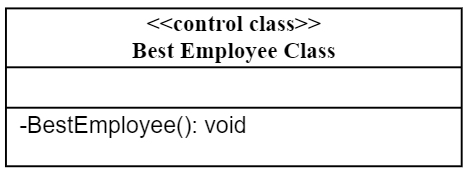 <<control class>>
Best Employee Class
-BestEmployee(): void